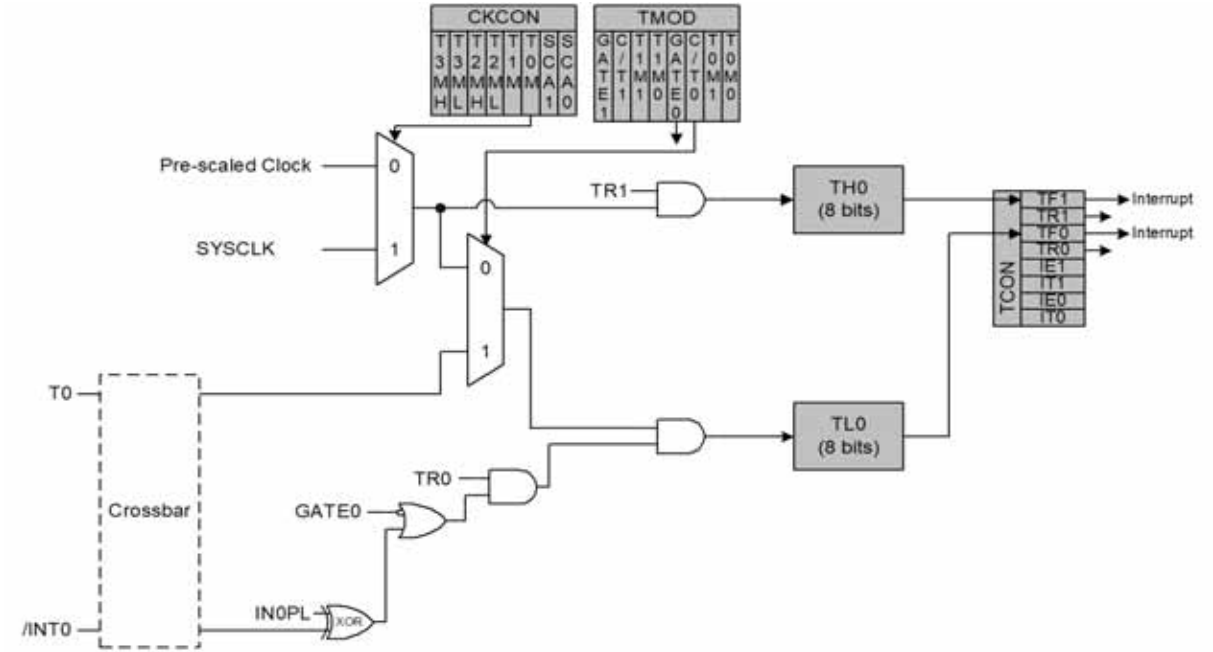 CKCON
TMOD
T3MH
T3ML
T2MH
T2ML
T1M
T0M
SCA1
SCA0
GATE1
C/T1
T1M1
T1M0
GATE0
C/T0
T0M1
T0M0
Pre-scaled Clock
0
SYSCLK
1
TR1
TH0
(8 bits)
TCON
TF1
TR1
TF0
TR0
IE1
IT1
IE0
IT0
Interrupt
Interrupt
0
1
T0
Crossbar
/INT0
TL0
(8 bits)
TR0
GATE0
IN0PL
XOR